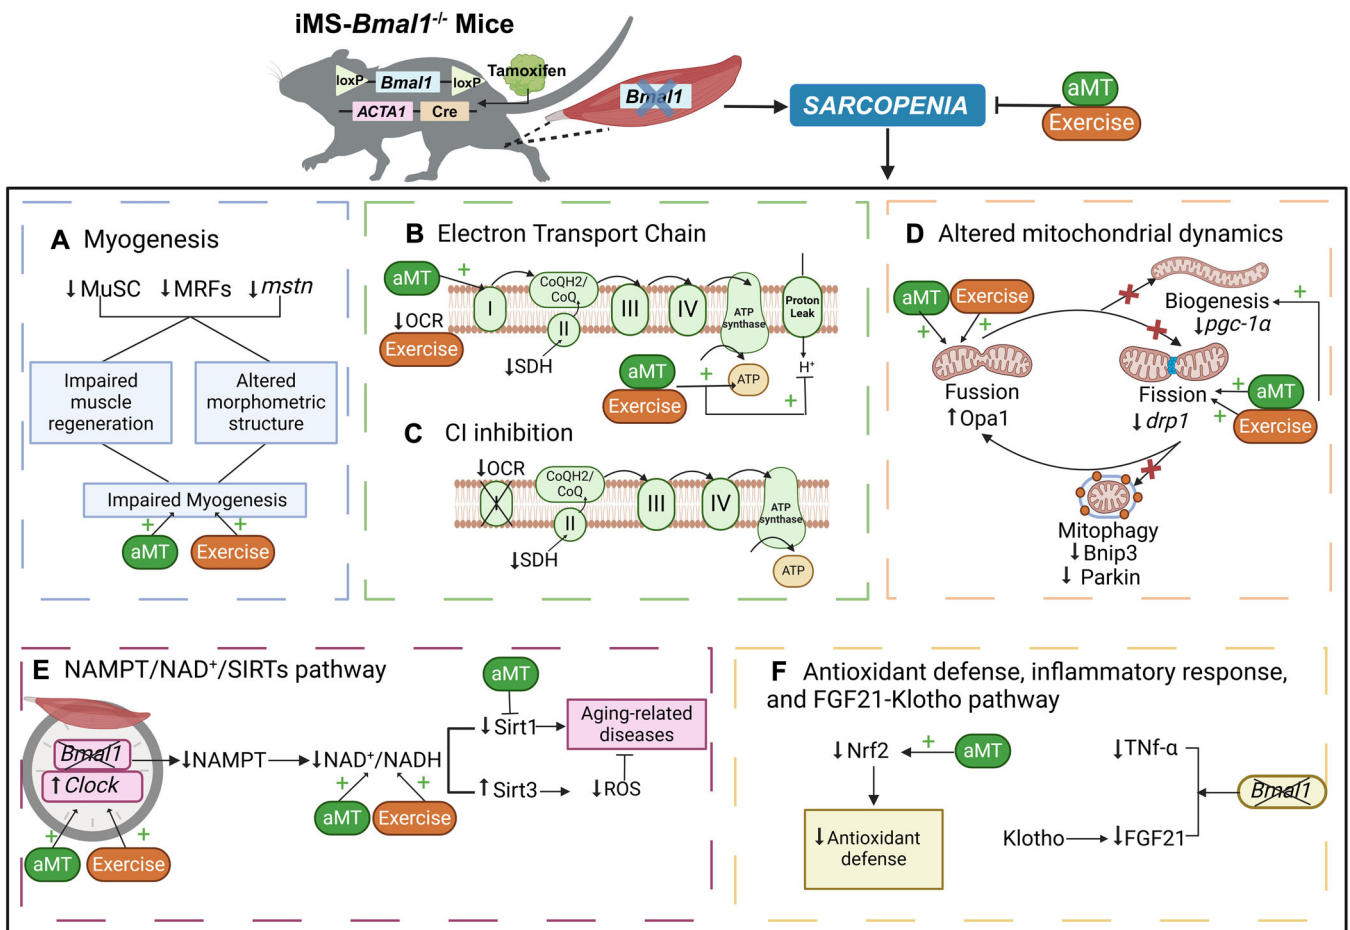 iMS-Bmal1-/- Mice
loxP
Bmal1
loxP
Tamoxifen
ACTA1
Cre
Bmal1
SARCOPENIA
aMT
Exercise
A Myogenesis
↓MuSC ↓MRFs ↓mstn
Impaired
muscle
regeneration
Altered
morphometric
structure
Impaired Myogenesis
+
+
aMT
Exercise
B Electron Transport Chain
aMT
+
↓OCR
Exercise
I
CoQH2/
CoQ
II
↓SDH
III
IV
ATP
synthase
Proton
Leak
H+
ATP
aMT
Exercise
+
+
C CI inhibition
↓OCR
I
CoQH2/
CoQ
II
↓SDH
III
IV
ATP
synthase
ATP
D Altered mitochondrial dynamics
aMT
Exercise
+
+
Fussion
↑Opa1
Biogenesis
↓pgc-1α
+
Fission
↓drp1
+
aMT
+
Exercise
Mitophagy
↓Bnip3
↓ Parkin
E NAMPT/NAD+/SIRTs pathway
Bmal1
↑Clock
+
+
aMT
Exercise
↓NAMPT
↓NAD+/NADH
+
+
aMT
Exercise
aMT
↓Sirt1
↑Sirt3
Aging-related
diseases
↓ROS
F Antioxidant defense, inflammatory response,
and FGF21-Klotho pathway
↓Nrf2
+
aMT
↓Antioxidant
defense
↓TNf-α
Klotho
↓FGF21
Bmal1